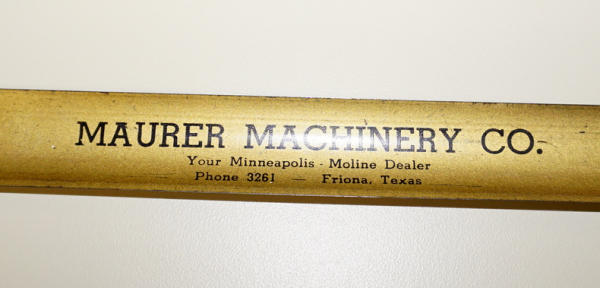 MAURER MACHINERY CO.
Your Minneapolis - Moline Dealer
Phone 3261 — Friona, Texas